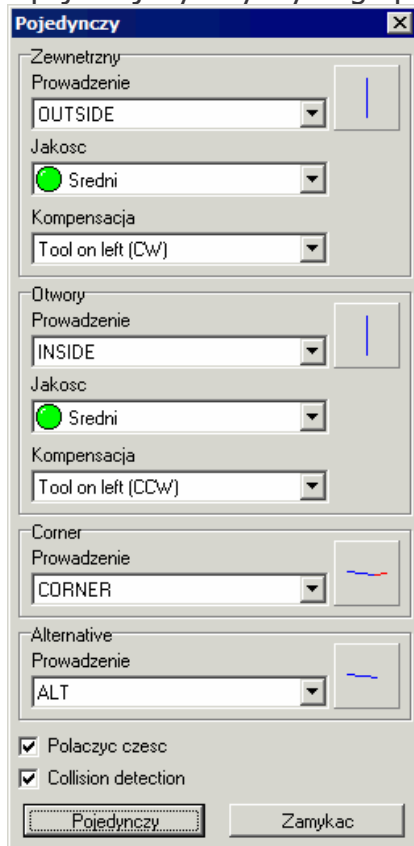 Pojedynczy
Zewnetrzny
Prowadzenie
OUTSIDE
Jakosc
Sredni
Kompensacja
Tool on left (CW)
Otwory
Prowadzenie
INSIDE
Jakosc
Sredni
Kompensacja
Tool on left (CCW)
Corner
Prowadzenie
CORNER
Alternative
Prowadzenie
ALT
Polaczyc czesc
Collision detection
Pojedynczy Zamykac